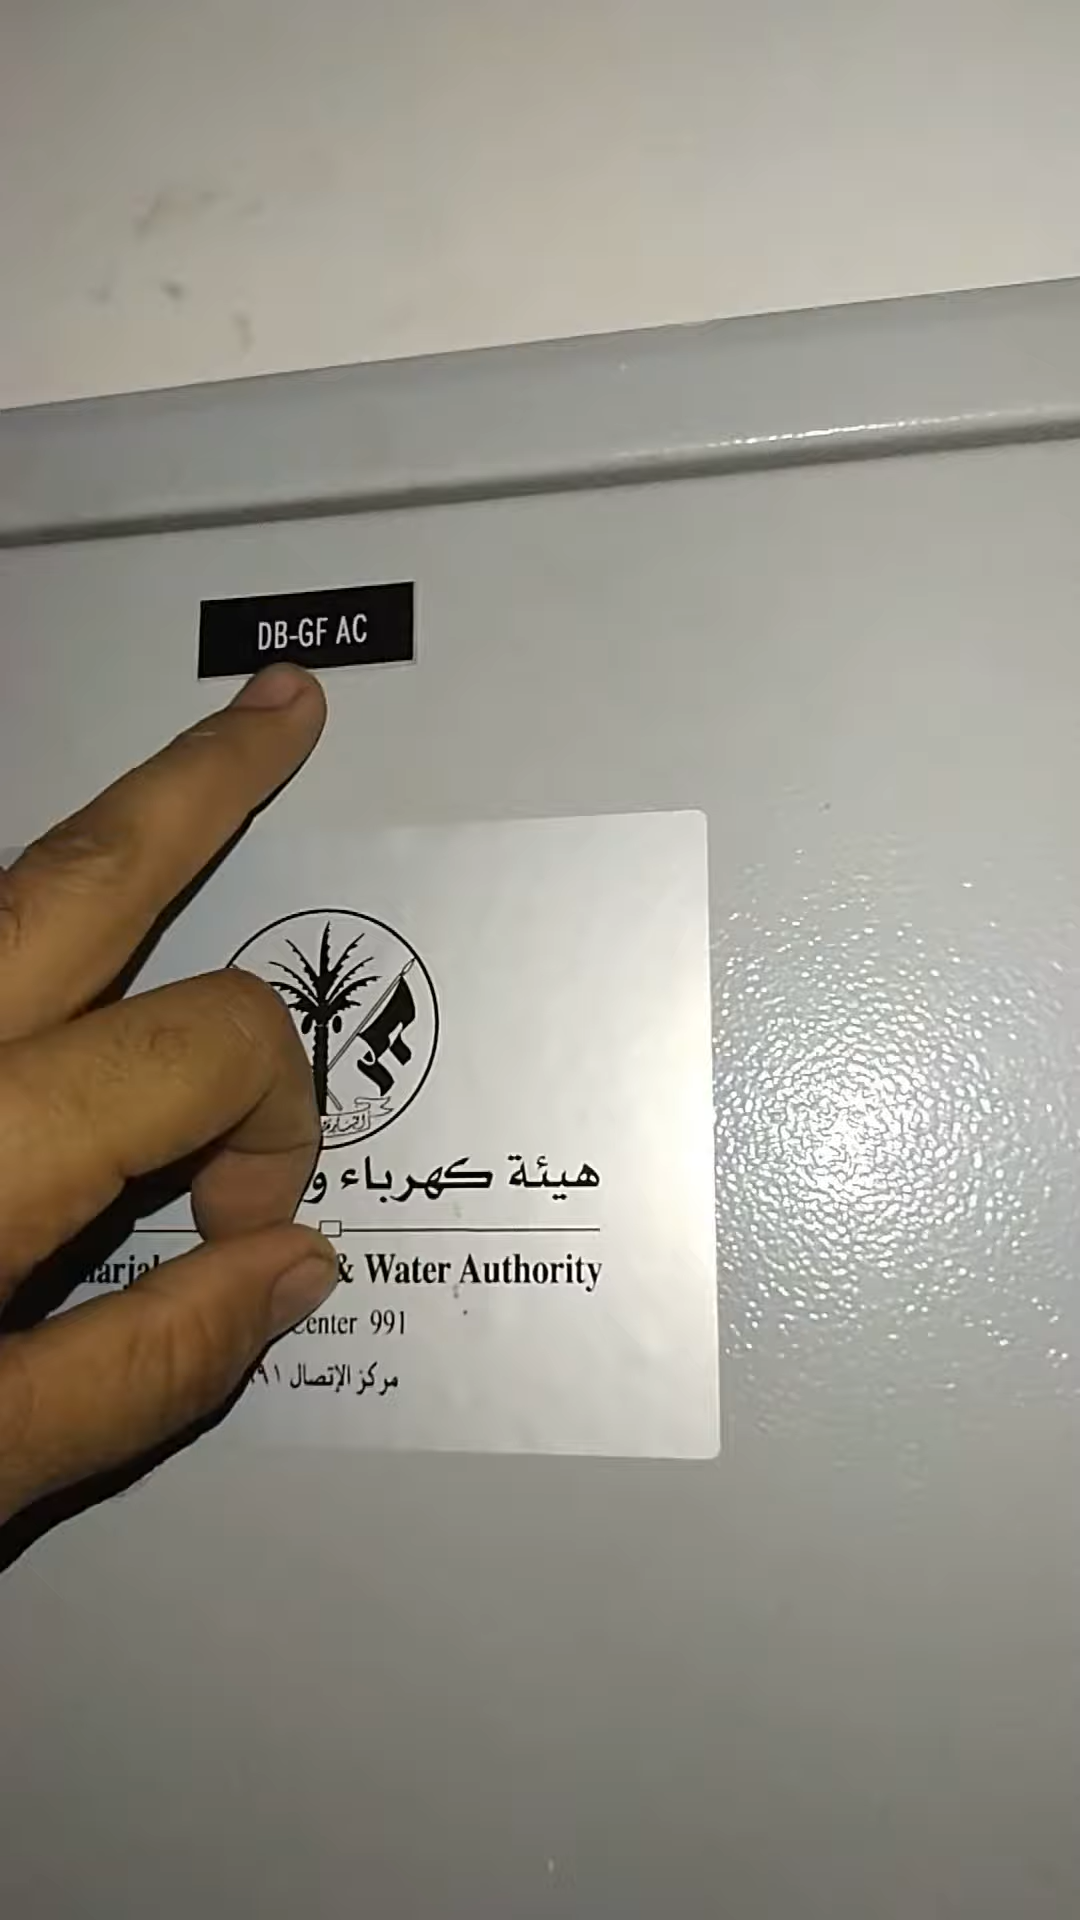 DB-GF AC
هيئة كهرباء و
& Water Authority
Center 991
مركز الإتصال